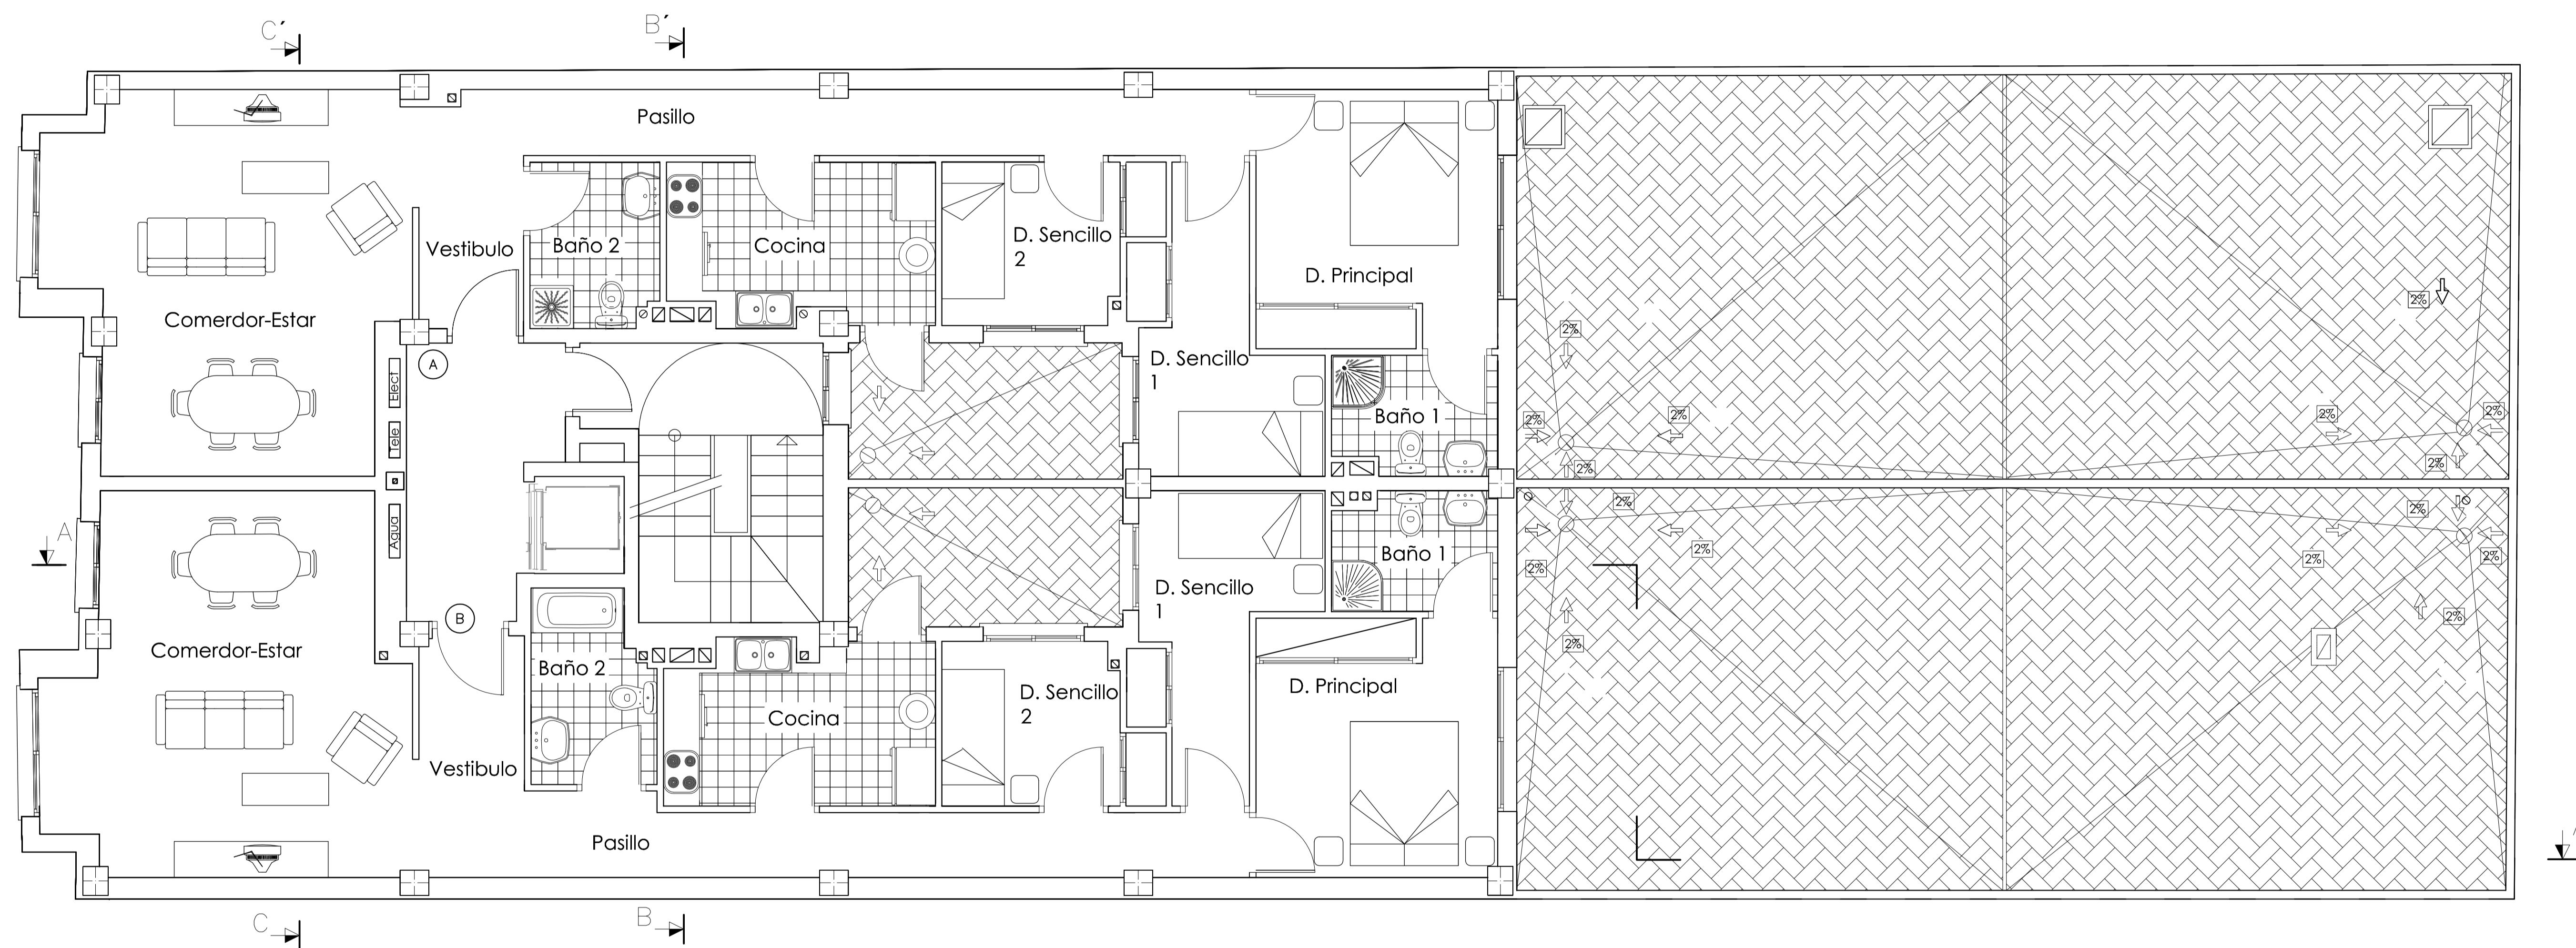 C´
B´
Pasillo
Vestibulo
Baño 2
Cocina
D. Sencillo
2
D. Principal
Comerdor-Estar
D. Sencillo
1
A
Elect
Tele
Baño 1
2%
2%
2%
2%
2%
2%
2%
2%
2%
A
Aqua
B
Comerdor-Estar
Baño 2
Cocina
D. Sencillo
2
D. Sencillo
1
Baño 1
D. Principal
2%
2%
2%
2%
2%
2%
2%
2%
Vestibulo
Pasillo
C
B